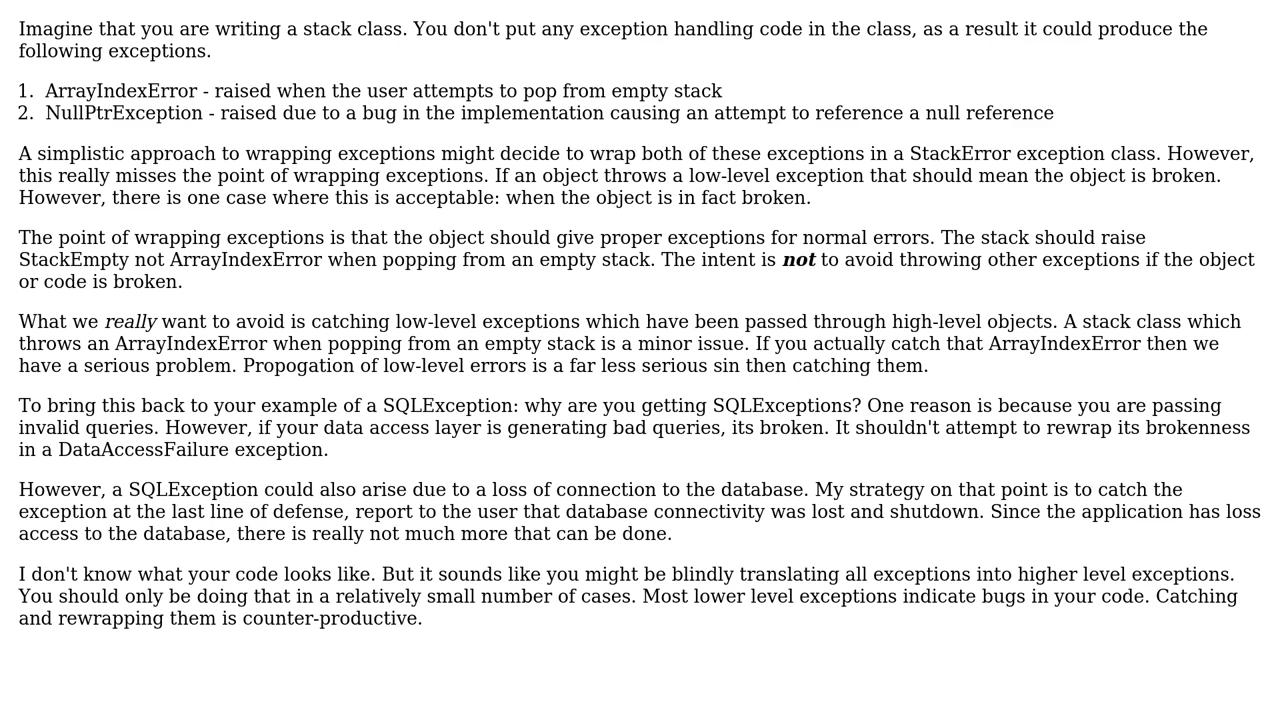 Imagine that you are writing a stack class. You don't put any exception handling code in the class, as a result it could produce the
following exceptions.
1. ArrayIndexError - raised when the user attempts to pop from empty stack
2. NullPtrException - raised due to a bug in the implementation causing an attempt to reference a null reference
A simplistic approach to wrapping exceptions might decide to wrap both of these exceptions in a StackError exception class. However,
this really misses the point of wrapping exceptions. If an object throws a low-level exception that should mean the object is broken.
However, there is one case where this is acceptable: when the object is in fact broken.
The point of wrapping exceptions is that the object should give proper exceptions for normal errors. The stack should raise
StackEmpty not ArrayIndexError when popping from an empty stack. The intent is not to avoid throwing other exceptions if the object
or code is broken.
What we really want to avoid is catching low-level exceptions which have been passed through high-level objects. A stack class which
throws an ArrayIndexError when popping from an empty stack is a minor issue. If you actually catch that ArrayIndexError then we
have a serious problem. Propogation of low-level errors is a far less serious sin then catching them.
To bring this back to your example of a SQLException: why are you getting SQLExceptions? One reason is because you are passing
invalid queries. However, if your data access layer is generating bad queries, its broken. It shouldn't attempt to rewrap its brokenness
in a DataAccessFailure exception.
However, a SQLException could also arise due to a loss of connection to the database. My strategy on that point is to catch the
exception at the last line of defense, report to the user that database connectivity was lost and shutdown. Since the application has loss
access to the database, there is really not much more that can be done.
I don't know what your code looks like. But it sounds like you might be blindly translating all exceptions into higher level exceptions.
You should only be doing that in a relatively small number of cases. Most lower level exceptions indicate bugs in your code. Catching
and rewrapping them is counter-productive.